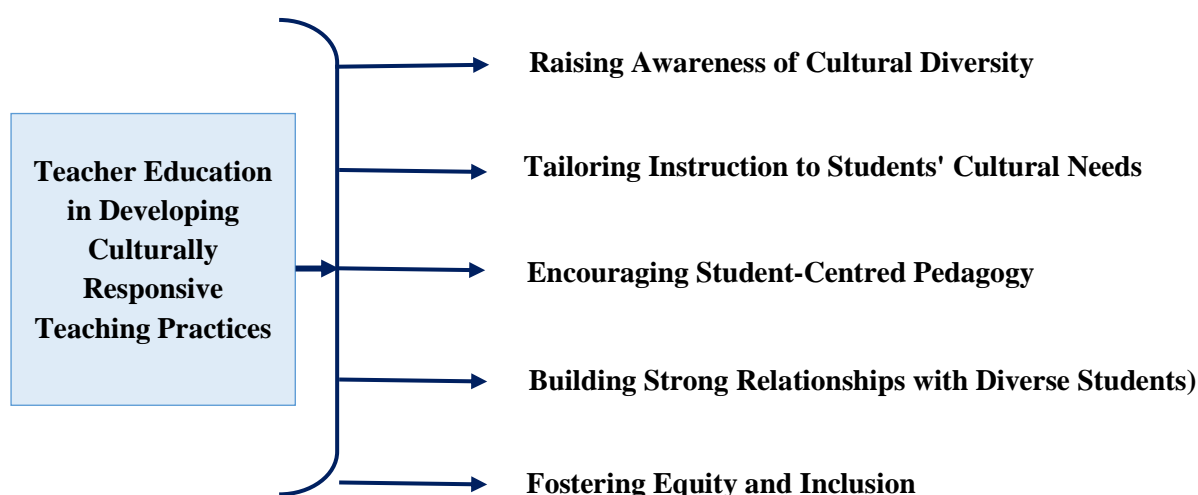 Teacher Education
in Developing
Culturally
Responsive
Teaching Practices
Raising Awareness of Cultural Diversity
Tailoring Instruction to Students' Cultural Needs
Encouraging Student-Centred Pedagogy
Building Strong Relationships with Diverse Students)
Fostering Equity and Inclusion